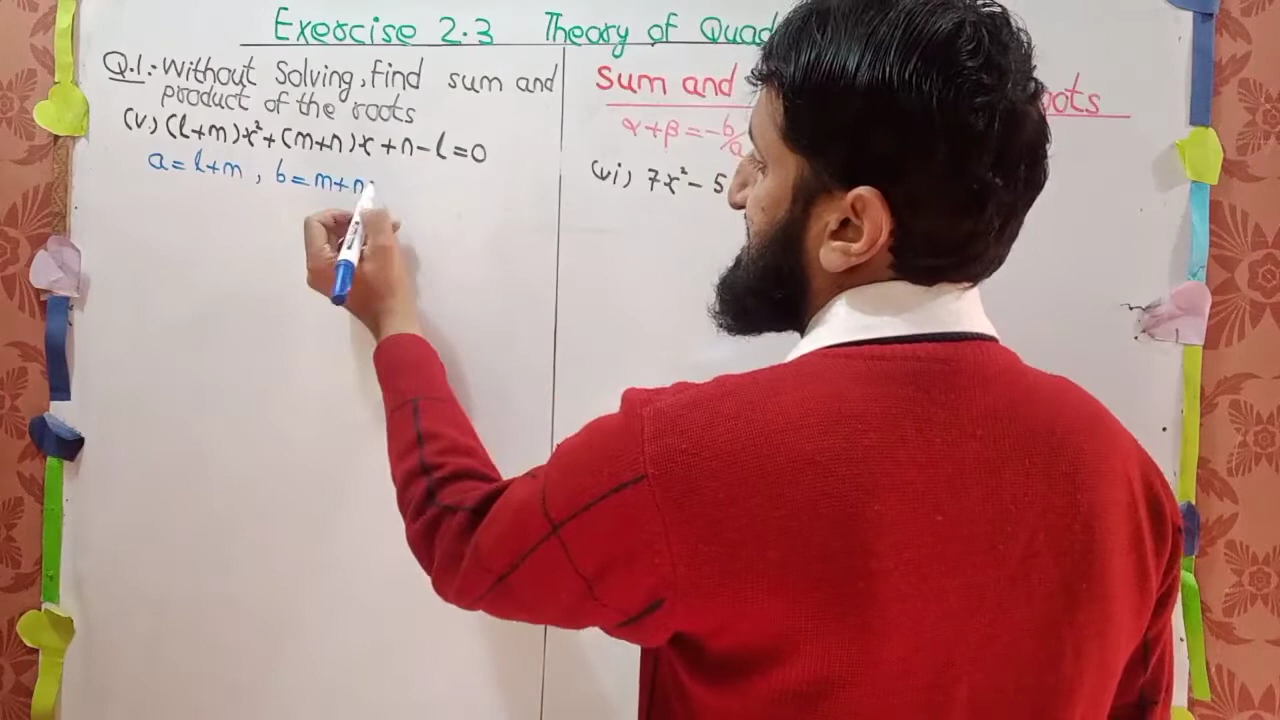 Exercise 2.3 Theory of Quad
Q.1:- Without Solving, find sum and
product of the roots
(v) (l+m)x²+(m+n)x+n-l=0
a=l+m, b=m+n
Sum and
α+β=-b/a
(vi) 7x²-5